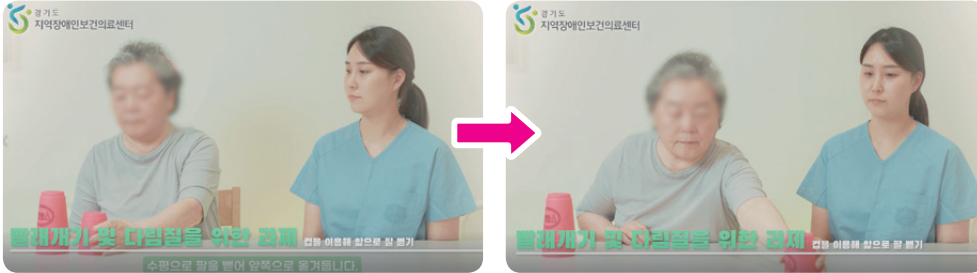 경기도
지역장애인보건의료센터
빨래개기 및 다림질을 위한 과제 컵을 이용해 앞으로 팔 뻗기
수평으로 팔을 뻗어 앞쪽으로 옮겨둡니다.
경기도
지역장애인보건의료센터
빨래개기 및 다림질을 위한 과제 컵을 이용해 앞으로 팔 뻗기